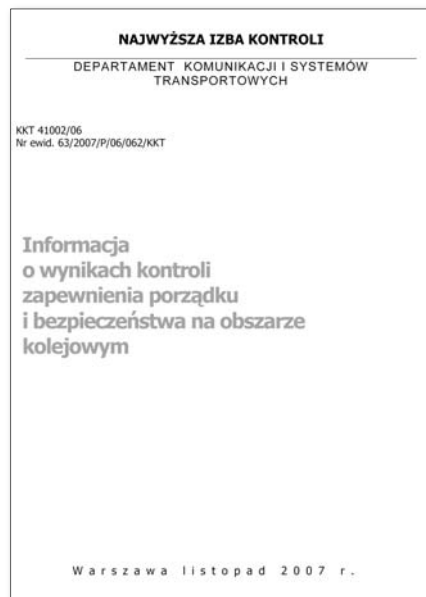 NAJWYŻSZA IZBA KONTROLI
DEPARTAMENT KOMUNIKACJI I SYSTEMÓW
TRANSPORTOWYCH
KKT 41002/06
Nr ewid. 63/2007/P/06/062/KKT
Informacja
o wynikach kontroli
zapewnienia porządku
i bezpieczeństwa na obszarze
kolejowym
Warszawa listopad 2007 r.